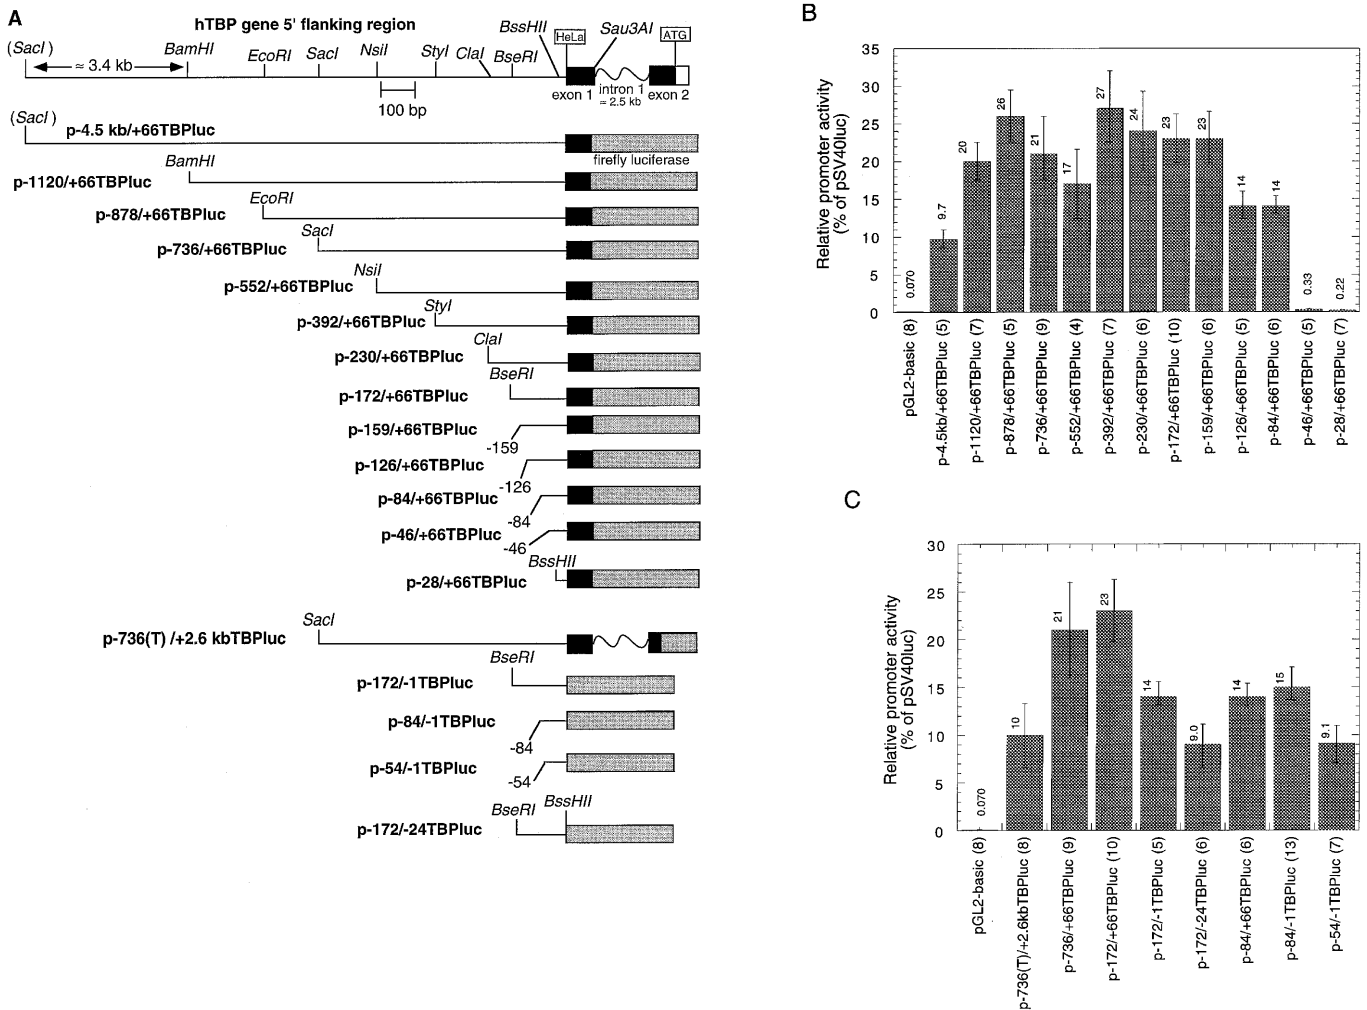 A
hTBP gene 5' flanking region
(SacI)
≈ 3.4 kb
BamHI
EcoRI
SacI
NsiI
StyI
ClaI
BseRI
BssHII
HeLa
Sau3AI
ATG
100 bp
exon 1
intron 1
≈ 2.5 kb
exon 2
(SacI)
p-4.5 kb/+66TBPluc
firefly luciferase
BamHI
p-1120/+66TBPluc
EcoRI
p-878/+66TBPluc
SacI
p-736/+66TBPluc
NsiI
p-552/+66TBPluc
StyI
p-392/+66TBPluc
ClaI
p-230/+66TBPluc
BseRI
p-172/+66TBPluc
p-159/+66TBPluc
-159
p-126/+66TBPluc
-126
p-84/+66TBPluc
-84
p-46/+66TBPluc
-46
BssHII
p-28/+66TBPluc
SacI
p-736(T) /+2.6 kbTBPluc
BseRI
p-172/-1TBPluc
p-84/-1TBPluc
-84
p-54/-1TBPluc
-54
BseRI
BssHII
p-172/-24TBPluc
B
Relative promoter activity
(% of pSV40luc)
35
30
25
20
15
10
5
0
0.070
9.7
20
26
21
17
27
24
23
23
14
14
0.33
0.22
pGL2-basic (8)
p-4.5kb/+66TBPluc (5)
p-1120/+66TBPluc (7)
p-878/+66TBPluc (5)
p-736/+66TBPluc (9)
p-552/+66TBPluc (4)
p-392/+66TBPluc (7)
p-230/+66TBPluc (6)
p-172/+66TBPluc (10)
p-159/+66TBPluc (6)
p-126/+66TBPluc (5)
p-84/+66TBPluc (6)
p-46/+66TBPluc (5)
p-28/+66TBPluc (7)
C
Relative promoter activity
(% of pSV40luc)
30
25
20
15
10
5
0
0.070
10
21
23
14
9.0
14
15
9.1
pGL2-basic (8)
p-736(T)/+2.6kbTBPluc (8)
p-736/+66TBPluc (9)
p-172/+66TBPluc (10)
p-172/-1TBPluc (5)
p-172/-24TBPluc (6)
p-84/+66TBPluc (6)
p-84/-1TBPluc (13)
p-54/-1TBPluc (7)